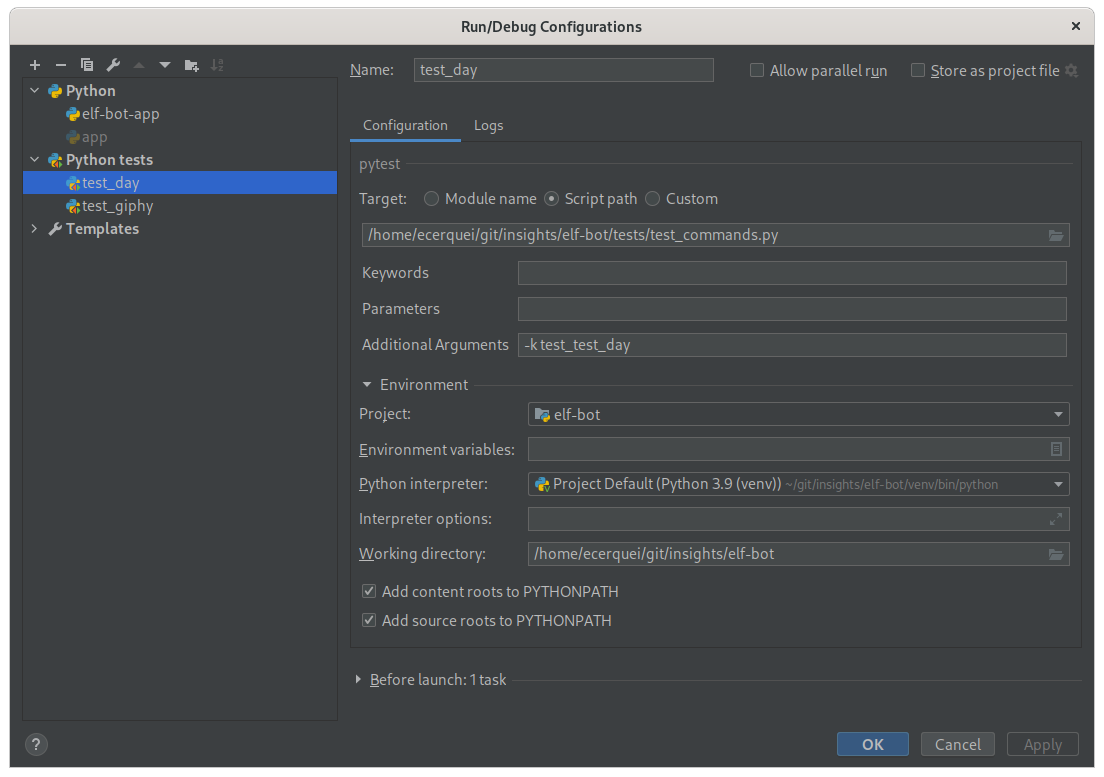 Run/Debug Configurations
Name: test_day Allow parallel run Store as project file
Python
elf-bot-app
app
Python tests
test_day
test_giphy
Templates
Configuration Logs
pytest
Target: Module name Script path Custom
/home/ecerquei/git/insights/elf-bot/tests/test_commands.py
Keywords
Parameters
Additional Arguments -k test_test_day
Environment
Project: elf-bot
Environment variables:
Python interpreter: Project Default (Python 3.9 (venv)) ~/git/insights/elf-bot/venv/bin/python
Interpreter options:
Working directory: /home/ecerquei/git/insights/elf-bot
Add content roots to PYTHONPATH
Add source roots to PYTHONPATH
Before launch: 1 task
? OK Cancel Apply